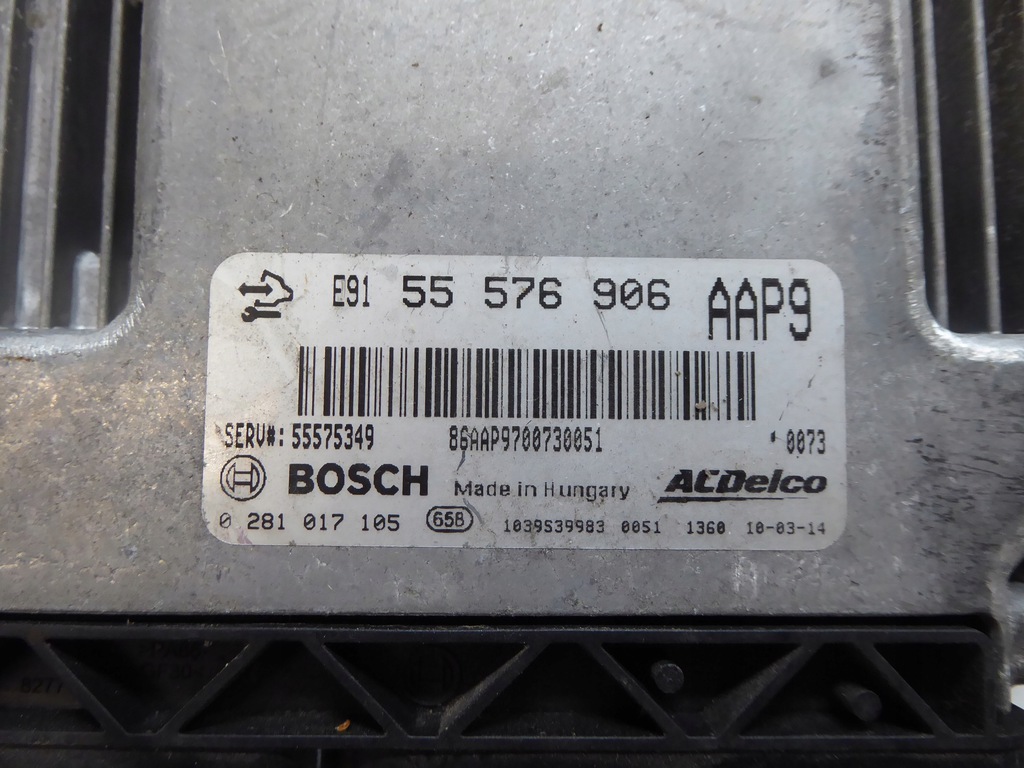 E91 55 576 906 AAP9
SERV#: 55575349 86AAP9700730051 0073
BOSCH Made in Hungary ACDelco
0 281 017 105 658 1039S39983 0051 1360 10-03-14
8277